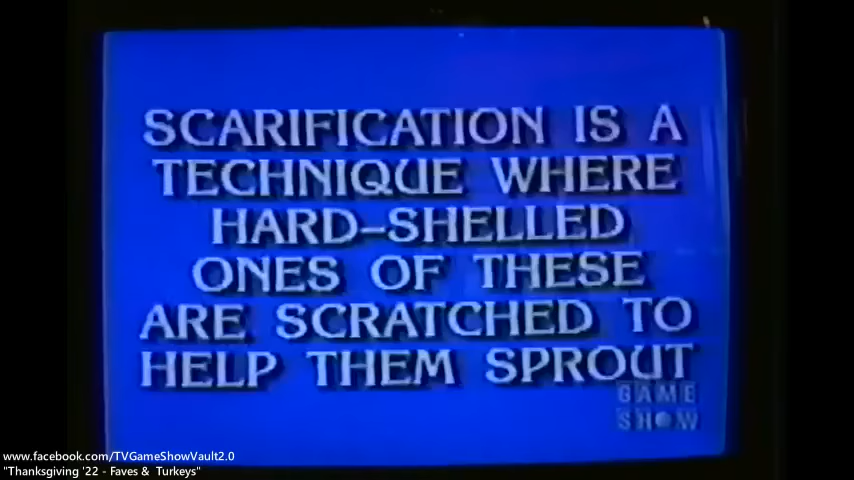 SCARIFICATION IS A
TECHNIQUE WHERE
HARD-SHELLED
ONES OF THESE
ARE SCRATCHED TO
HELP THEM SPROUT
GAME
SHOW
www.facebook.com/TVGameShowVault2.0
"Thanksgiving '22 - Faves & Turkeys"